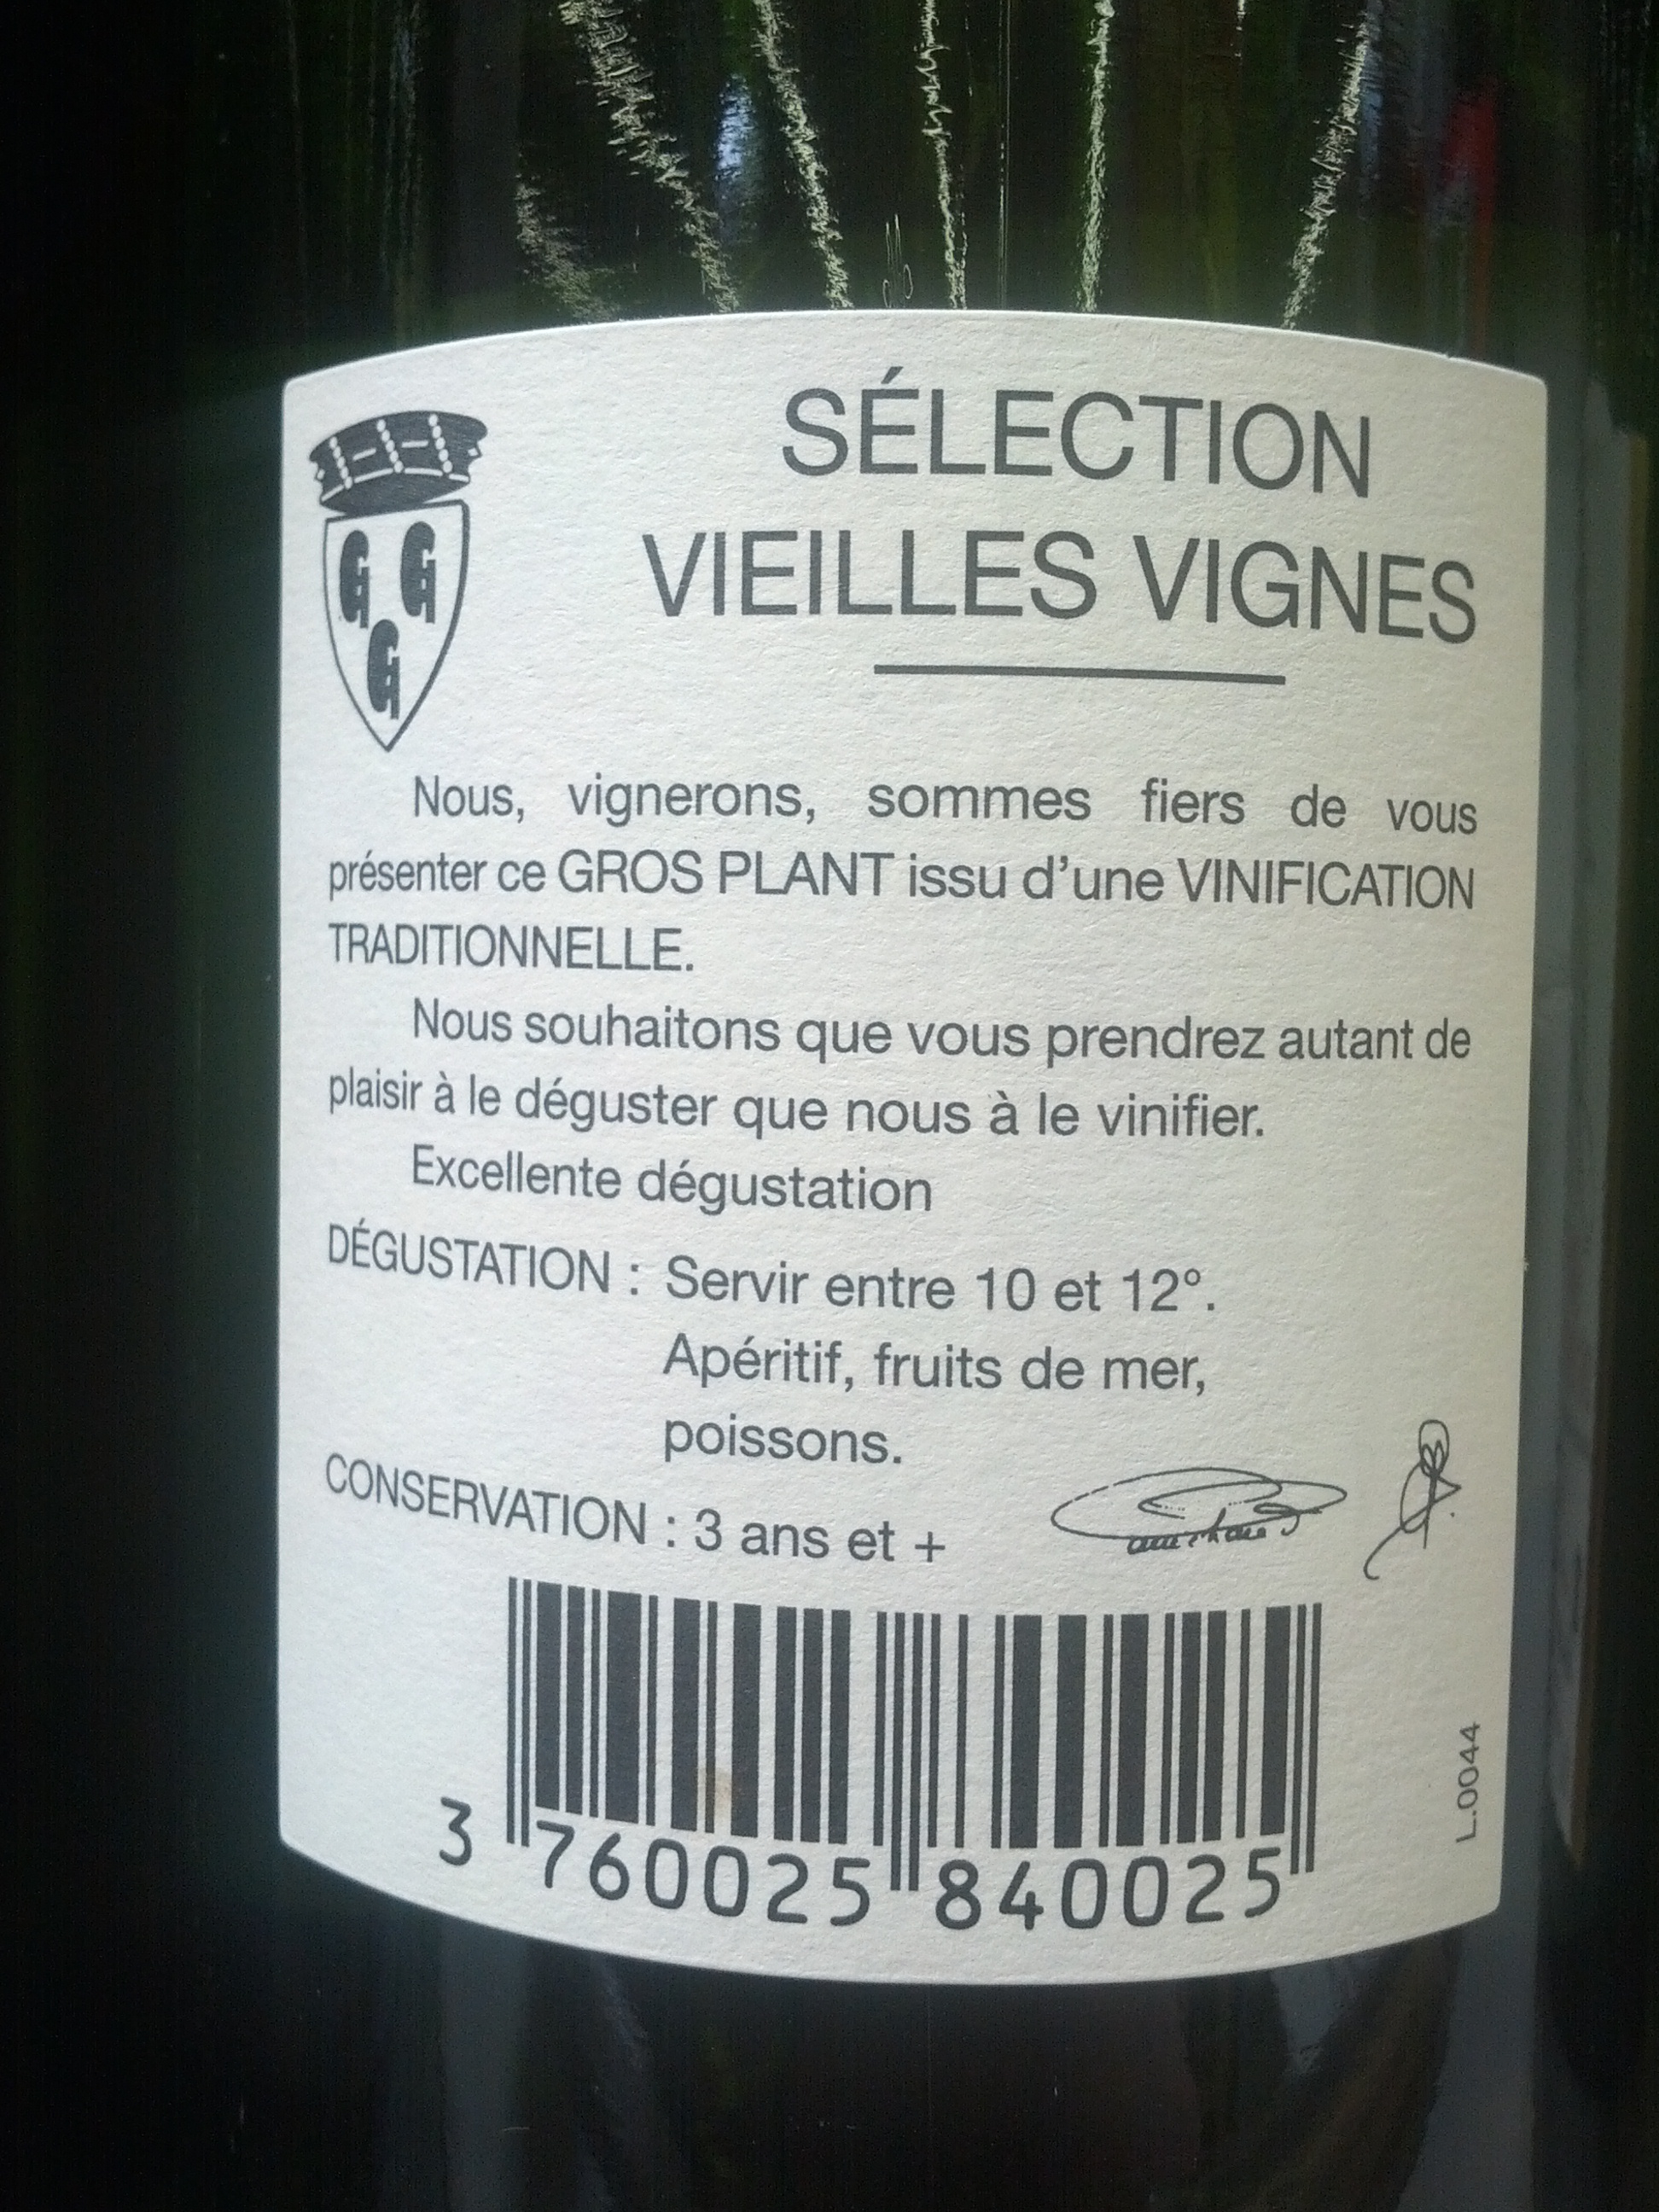 SÉLECTION
VIEILLES VIGNES
G G
G
Nous, vignerons, sommes fiers de vous
présenter ce GROS PLANT issu d'une VINIFICATION
TRADITIONNELLE.
Nous souhaitons que vous prendrez autant de
plaisir à le déguster que nous à le vinifier.
Excellente dégustation
DÉGUSTATION : Servir entre 10 et 12°.
Apéritif, fruits de mer,
poissons.
CONSERVATION : 3 ans et +
3 760025 840025
L.0044